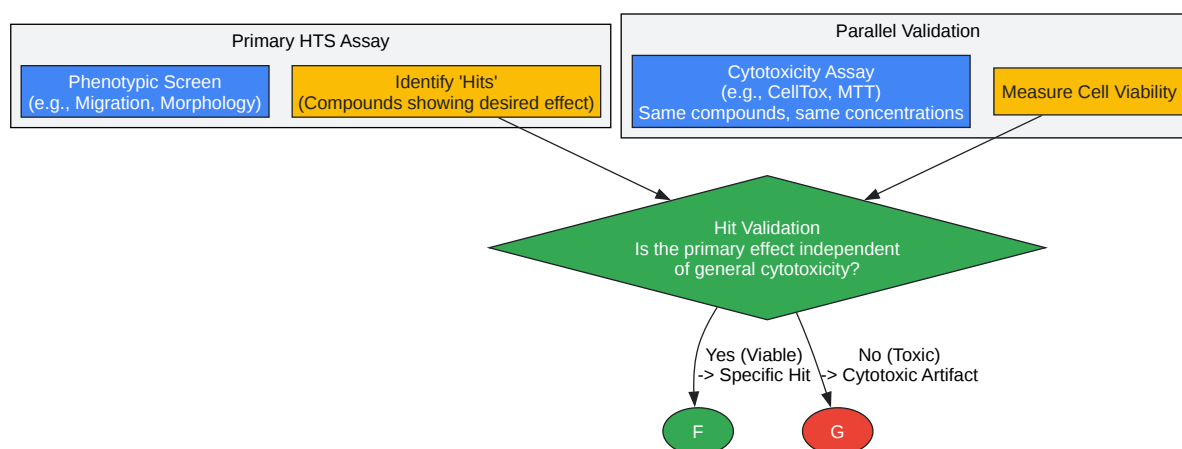 Primary HTS Assay
Phenotypic Screen
(e.g., Migration, Morphology)
Identify 'Hits'
(Compounds showing desired effect)
Parallel Validation
Cytotoxicity Assay
(e.g., CellTox, MTT)
Same compounds, same concentrations
Measure Cell Viability
Hit Validation
Is the primary effect independent
of general cytotoxicity?
Yes (Viable)
-> Specific Hit
No (Toxic)
-> Cytotoxic Artifact
F
G